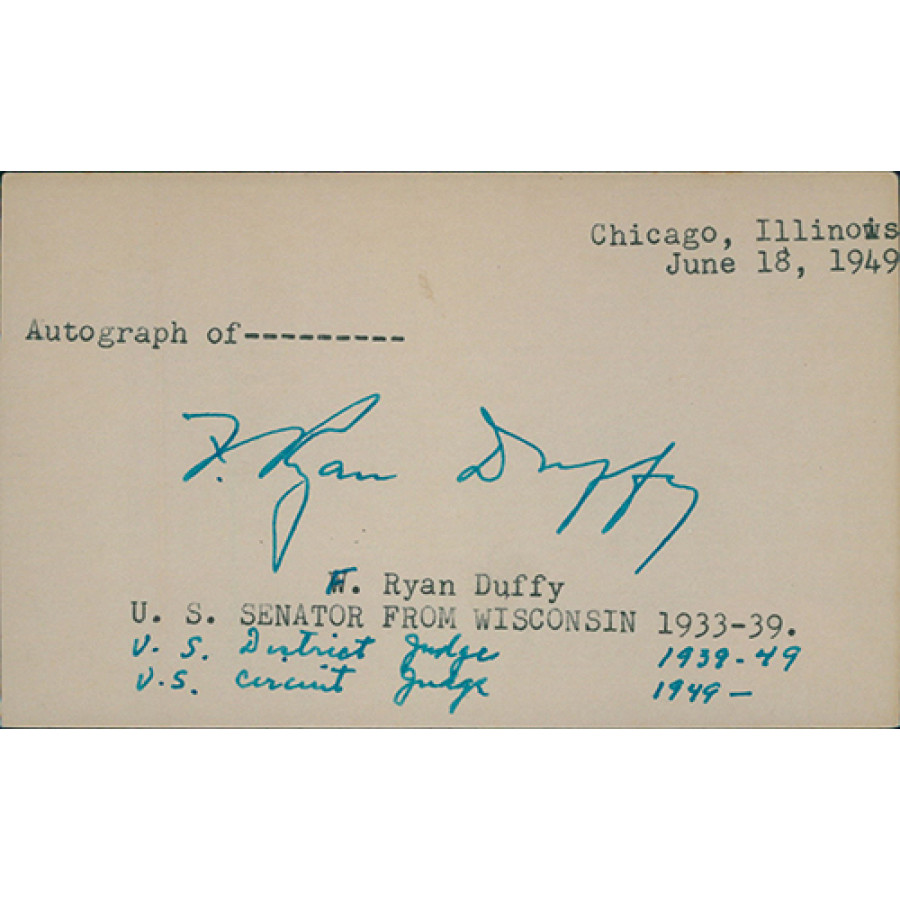 Chicago, Illinois
June 18, 1949
Autograph of---------
F. Ryan Duffy
F. Ryan Duffy
U. S. SENATOR FROM WISCONSIN 1933-39.
U. S. District Judge 1939-49
U.S. Circuit Judge 1949-